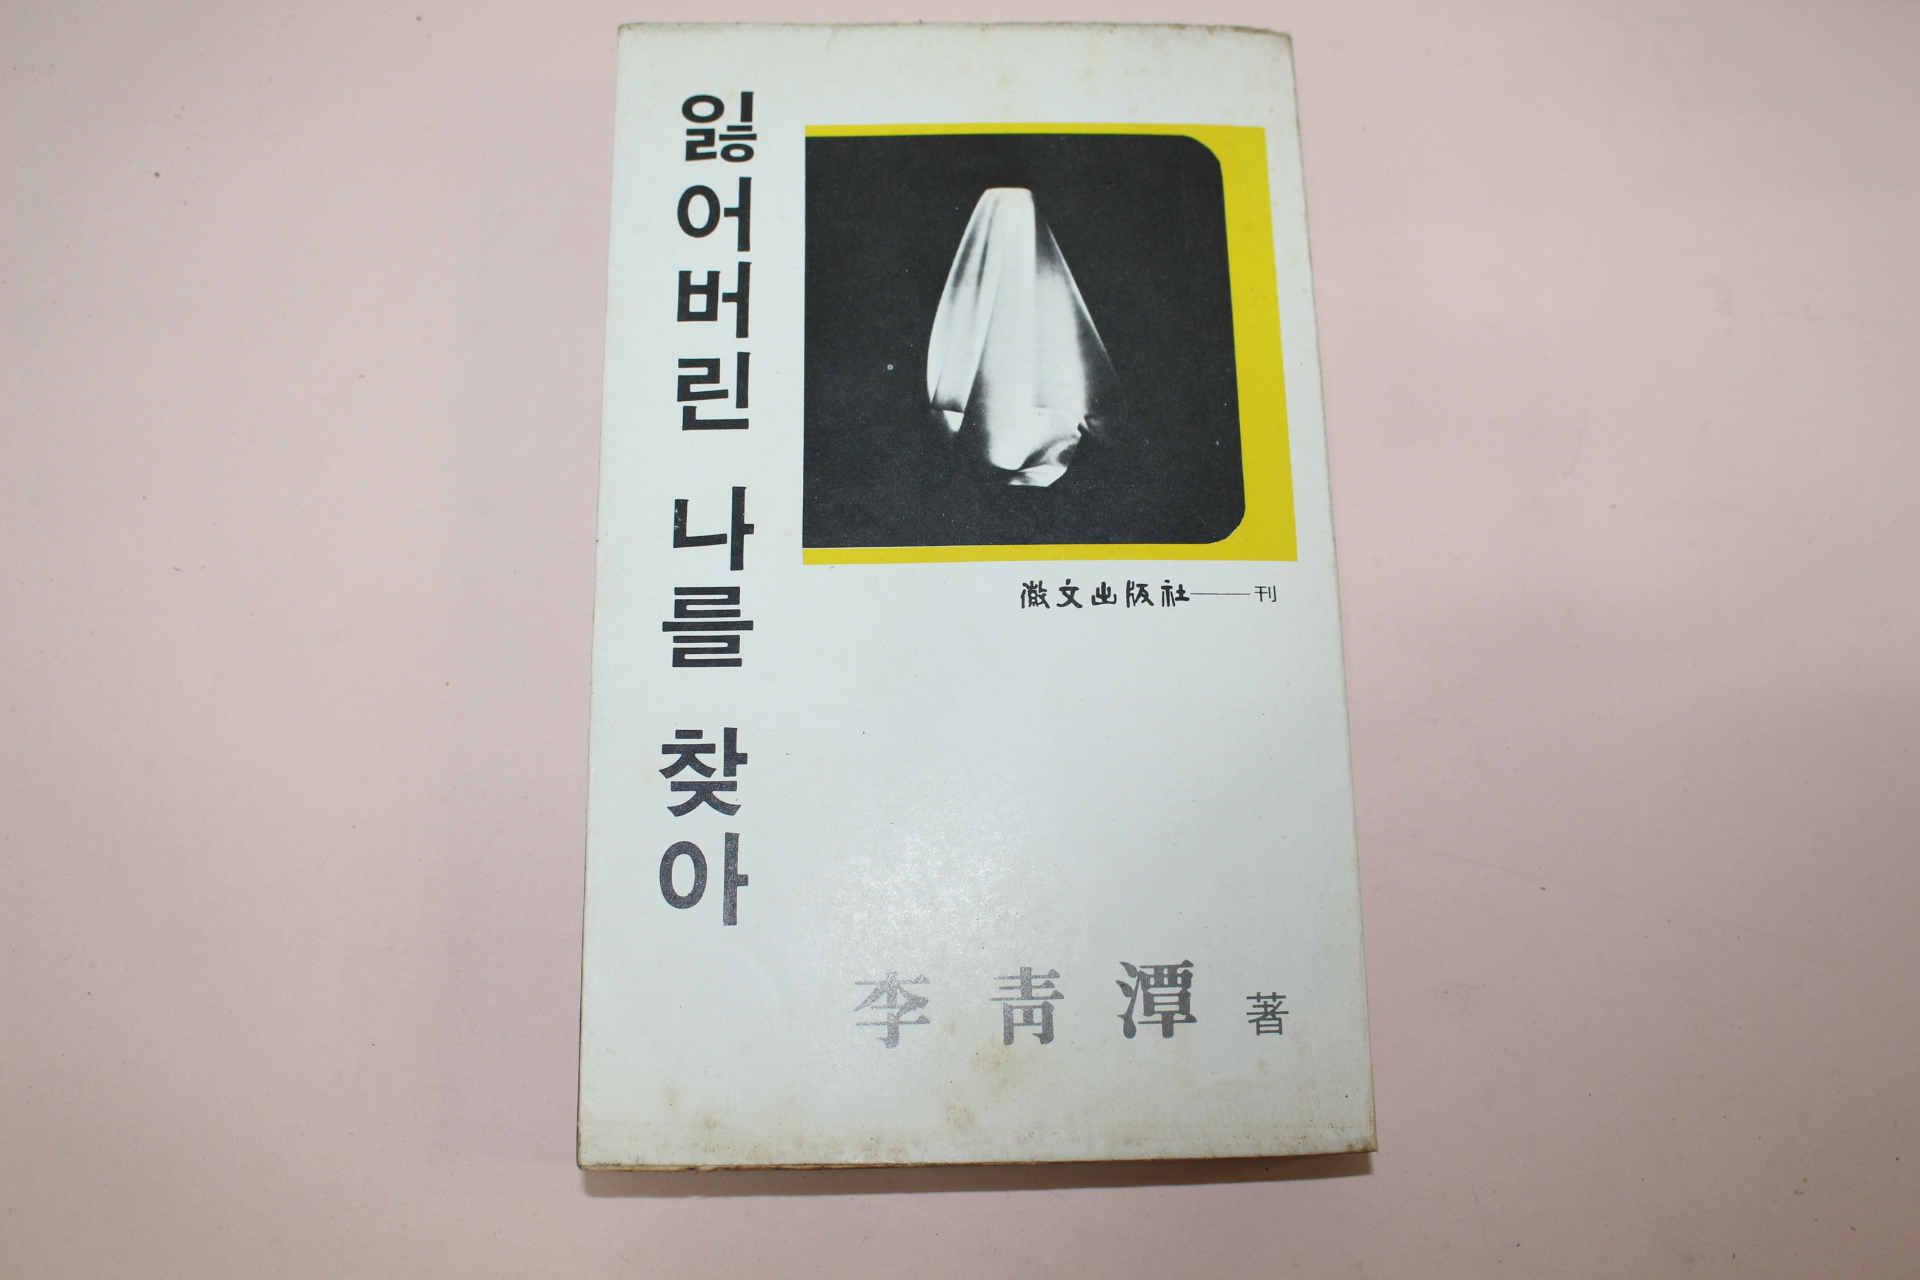 잃어버린 나를 찾아
徽文出版社――刊
李靑潭 著